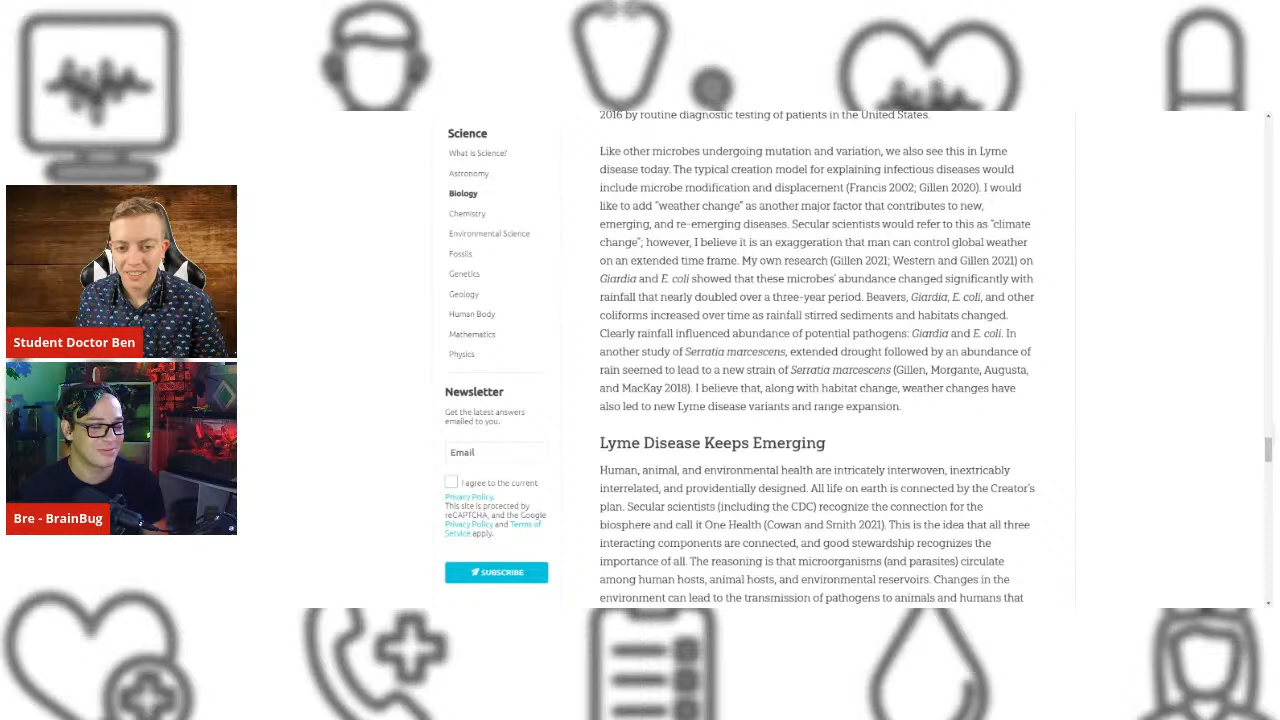 2016 by routine diagnostic testing of patients in the United States.
Science
What Is Science?
Astronomy
Biology
Chemistry
Environmental Science
Fossils
Genetics
Geology
Human Body
Mathematics
Physics
Newsletter
Get the latest answers
emailed to you.
Email
I agree to the current
Privacy Policy.
This site is protected by
reCAPTCHA, and the Google
Privacy Policy and Terms of
Service apply.
SUBSCRIBE
Like other microbes undergoing mutation and variation, we also see this in Lyme
disease today. The typical creation model for explaining infectious diseases would
include microbe modification and displacement (Francis 2002; Gillen 2020). I would
like to add "weather change" as another major factor that contributes to new,
emerging, and re-emerging diseases. Secular scientists would refer to this as "climate
change"; however, I believe it is an exaggeration that man can control global weather
on an extended time frame. My own research (Gillen 2021; Western and Gillen 2021) on
Giardia and E. coli showed that these microbes' abundance changed significantly with
rainfall that nearly doubled over a three-year period. Beavers, Giardia, E. coli, and other
coliforms increased over time as rainfall stirred sediments and habitats changed.
Clearly rainfall influenced abundance of potential pathogens: Giardia and E. coli. In
another study of Serratia marcescens, extended drought followed by an abundance of
rain seemed to lead to a new strain of Serratia marcescens (Gillen, Morgante, Augusta,
and MacKay 2018). I believe that, along with habitat change, weather changes have
also led to new Lyme disease variants and range expansion.
Lyme Disease Keeps Emerging
Human, animal, and environmental health are intricately interwoven, inextricably
interrelated, and providentially designed. All life on earth is connected by the Creator's
plan. Secular scientists (including the CDC) recognize the connection for the
biosphere and call it One Health (Cowan and Smith 2021). This is the idea that all three
interacting components are connected, and good stewardship recognizes the
importance of all. The reasoning is that microorganisms (and parasites) circulate
among human hosts, animal hosts, and environmental reservoirs. Changes in the
environment can lead to the transmission of pathogens to animals and humans that
Student Doctor Ben
Bre - BrainBug